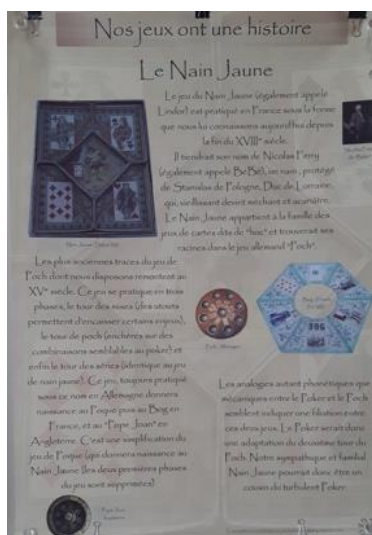 Nos jeux ont une histoire
Le Nain Jaune
Le jeu du Nain Jaune (également appelé
Lindor) est pratiqué en France sous la forme
que nous lui connaissons aujourd'hui depuis
la fin du XVIII° siècle.
Il tiendrait son nom de Nicolas Ferry
(également appelé BéBé), un nain, protégé
de Stanislas de Pologne, Duc de Lorraine,
qui, vieillissant devint méchant et acariâtre.
Le Nain Jaune appartient à la famille des
jeux de cartes dits de "hoc" et trouverait ses
racines dans le jeu allemand "Poch".
Les plus anciennes traces du jeu de
Poch dont nous disposons remontent au
XV° siècle. Ce jeu se pratique en trois
phases, le tour des mises (des atouts
permettent d'encaisser certains enjeux),
le tour de poch (enchères sur des
combinaisons semblables au poker) et
enfin le tour des séries (identique au jeu
de nain jaune). Ce jeu, toujours pratiqué
sous ce nom en Allemagne donnera
naissance au Poque puis au Bog en
France, et au "Pope Joan" en
Angleterre. C'est une simplification du
jeu de Poque (qui donnera naissance au
Nain Jaune (les deux premières phases
du jeu sont supprimées)
Les analogies autant phonétiques que
mécaniques entre le Poker et le Poch
semblent indiquer une filiation entre
ces deux jeux. Le Poker serait donc
une adaptation du deuxième tour du
Poch. Notre sympathique et familial
Nain Jaune pourrait donc être un
cousin du turbulent Poker.